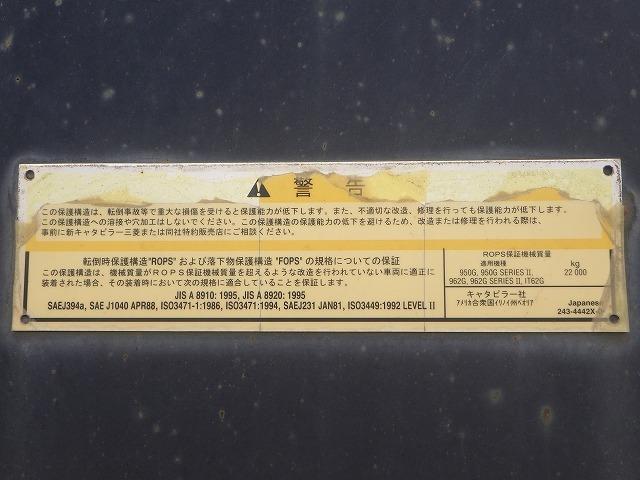 警 告
この保護構造は、転倒事故等で重大な損傷を受けると保護能力が低下します。また、不適切な改造、修理を行っても保護能力が低下します。
保護構造への溶接や穴加工はしないでください。この保護構造の保護能力の低下を避けるため、改造または修理を行われる際は、
事前に新キャタピラー三菱または同社特約販売店にご相談ください。
転倒時保護構造"ROPS" および落下物保護構造 "FOPS" の規格についての保証
この保護構造は、機械質量がROPS保証機械質量を超えるような改造を行われていない車両に適正に
装着された場合、その装着時において次の規格に適合していることを保証します。
JIS A 8910: 1995, JIS A 8920: 1995
SAEJ394a, SAE J1040 APR88, ISO3471-1:1986, ISO3471:1994, SAEJ231 JAN81, ISO3449:1992 LEVEL II
ROPS保証機械質量
適用機種 kg
950G, 950G SERIES II, 22 000
962G, 962G SERIES II, IT62G
キャタピラー社
アメリカ合衆国イリノイ州ペオリア Japanes
243-4442X